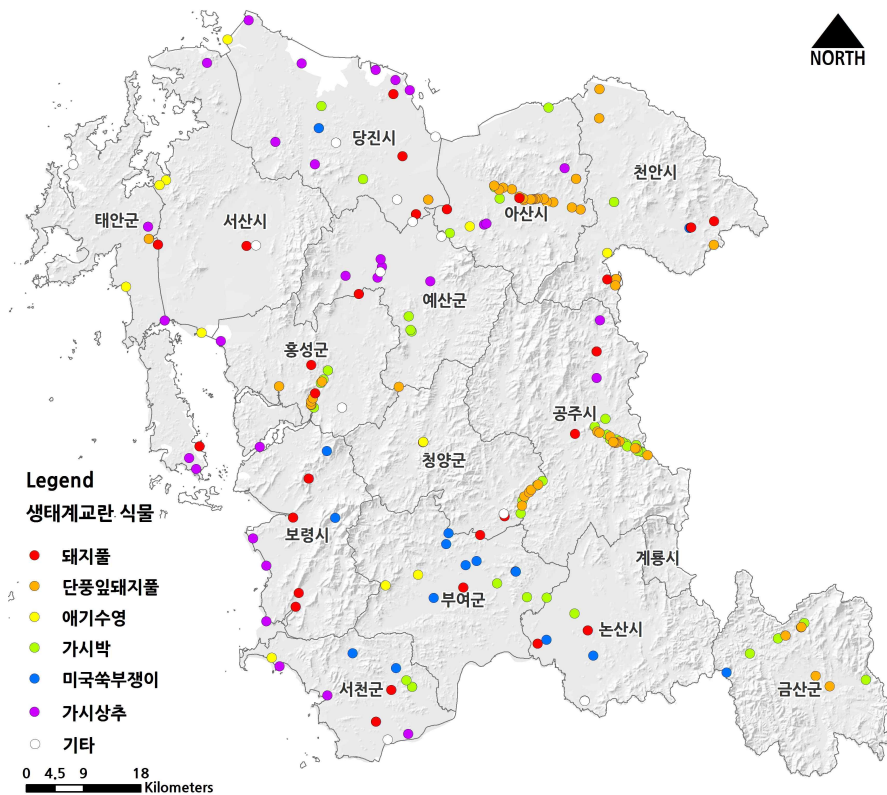 NORTH
당진시
천안시
아산시
태안군
서산시
예산군
홍성군
공주시
청양군
보령시
계룡시
부여군
논산시
서천군
금산군
Legend
생태계교란 식물
돼지풀
단풍잎돼지풀
애기수영
가시박
미국쑥부쟁이
가시상추
기타
0 4.5 9 18
Kilometers